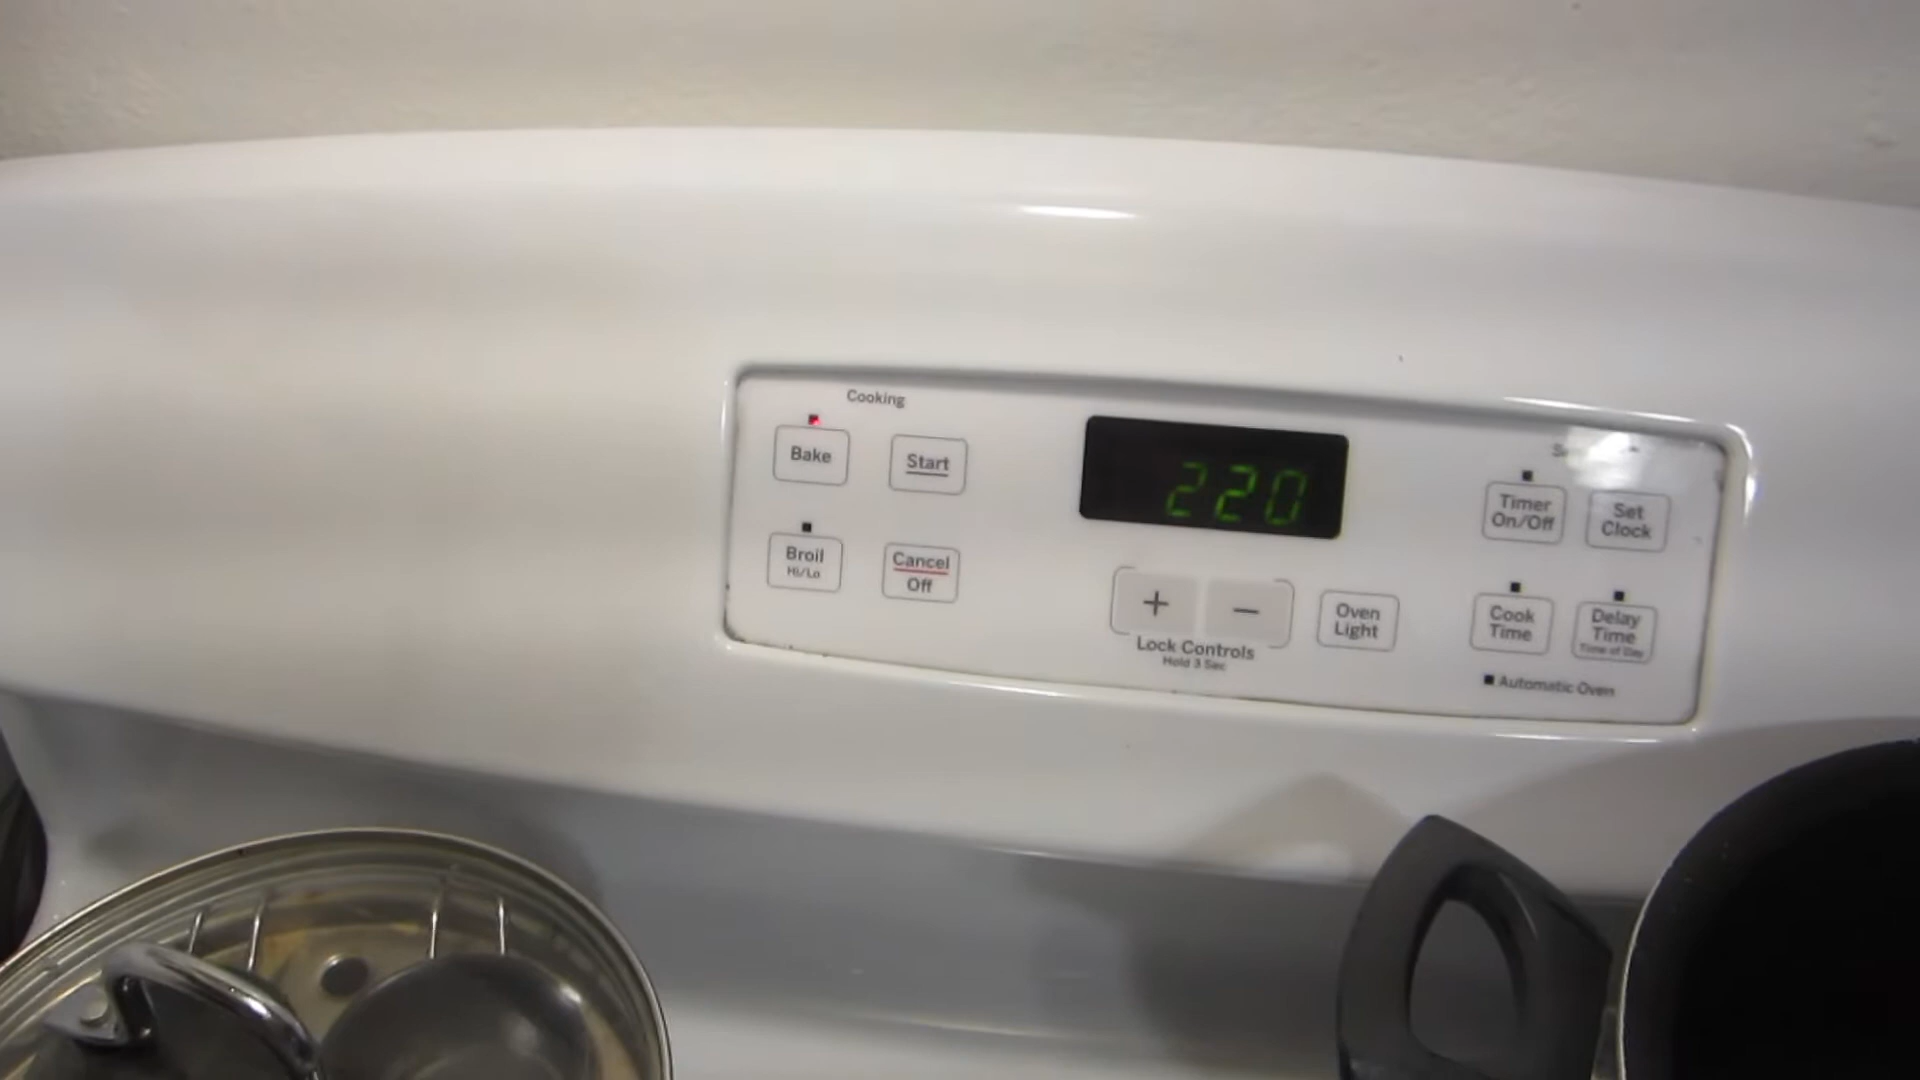 Cooking
Bake
Start
Broil
Hi/Lo
Cancel
Off
220
+
−
Lock Controls
Hold 3 Sec
Oven
Light
Timer
On/Off
Set
Clock
Cook
Time
Delay
Time
Time of Day
Automatic Oven